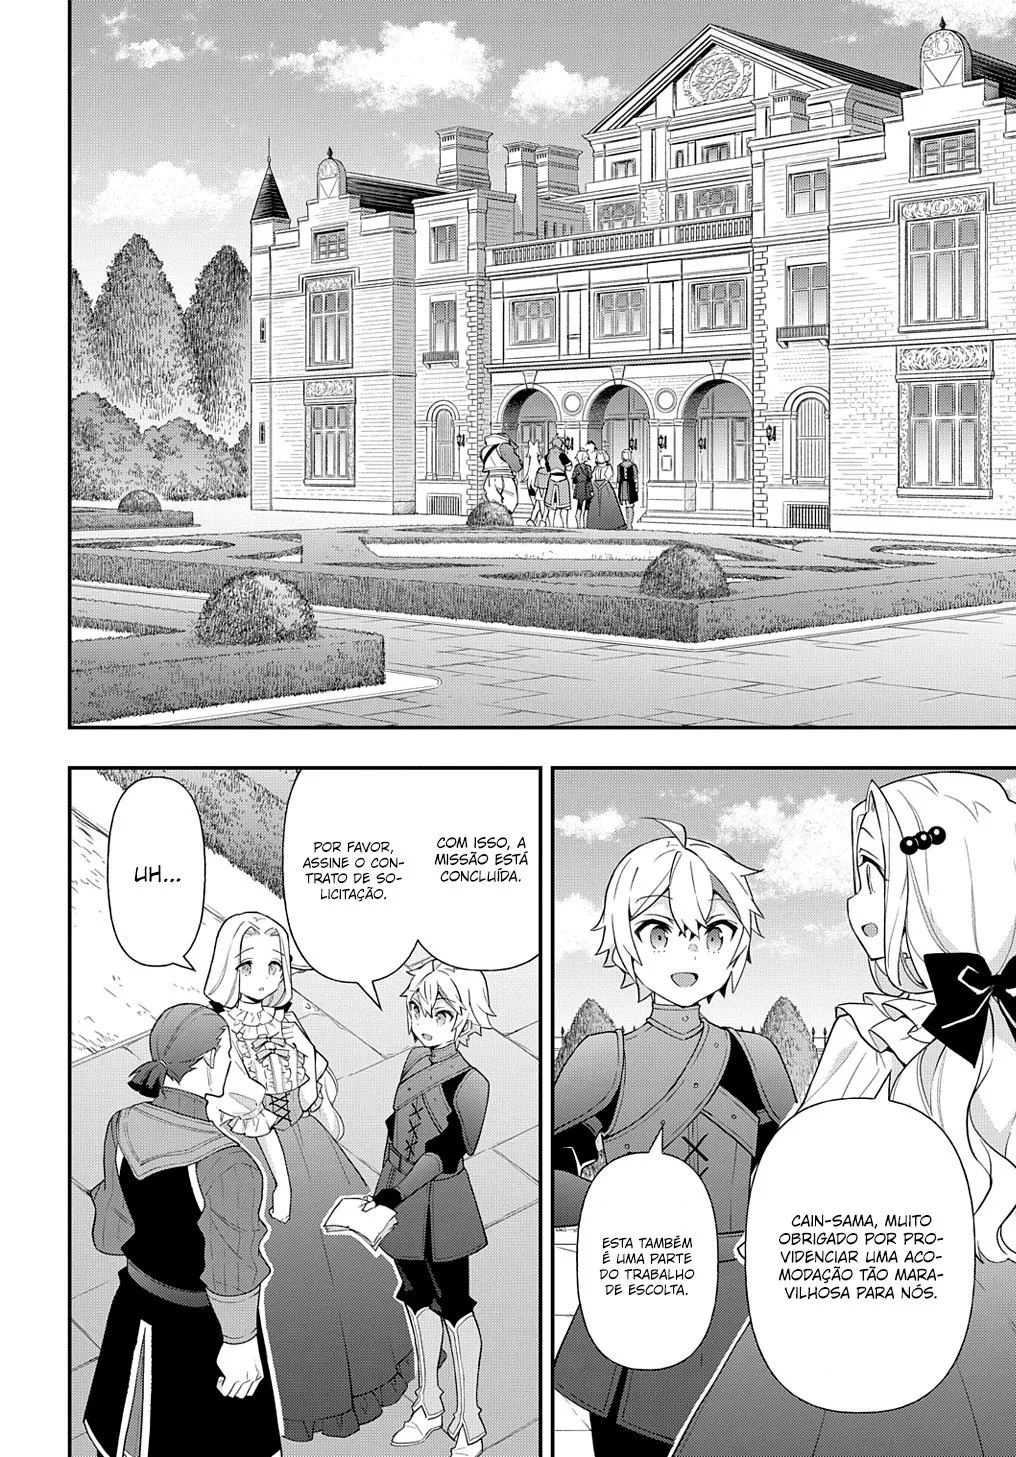 CAIN-SAMA, MUITO
OBRIGADO POR PRO-
VIDENCIAR UMA ACO-
MODAÇÃO TÃO MARA-
VILHOSA PARA NÓS.
ESTA TAMBÉM
É UMA PARTE
DO TRABALHO
DE ESCOLTA.
COM ISSO, A
MISSÃO ESTÁ
CONCLUÍDA.
POR FAVOR,
ASSINE O CON-
TRATO DE SO-
LICITAÇÃO.
UH...